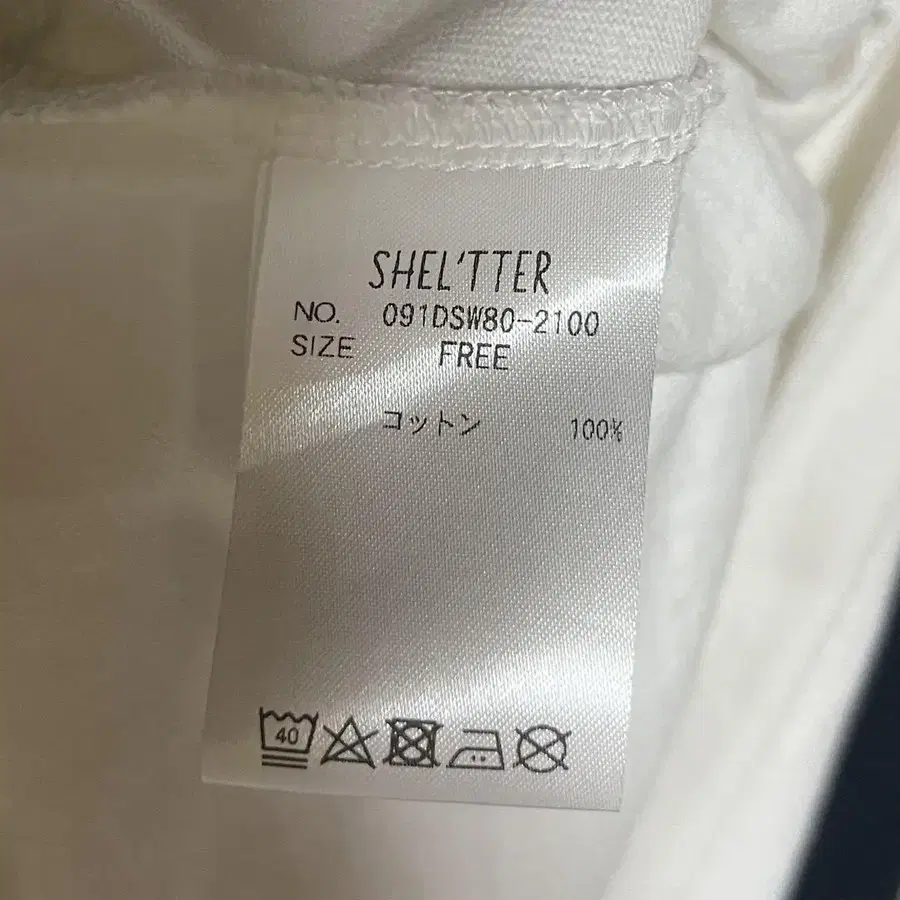 SHEL'TTER
NO. 091DSW80-2100
SIZE FREE
コットン 100%
40